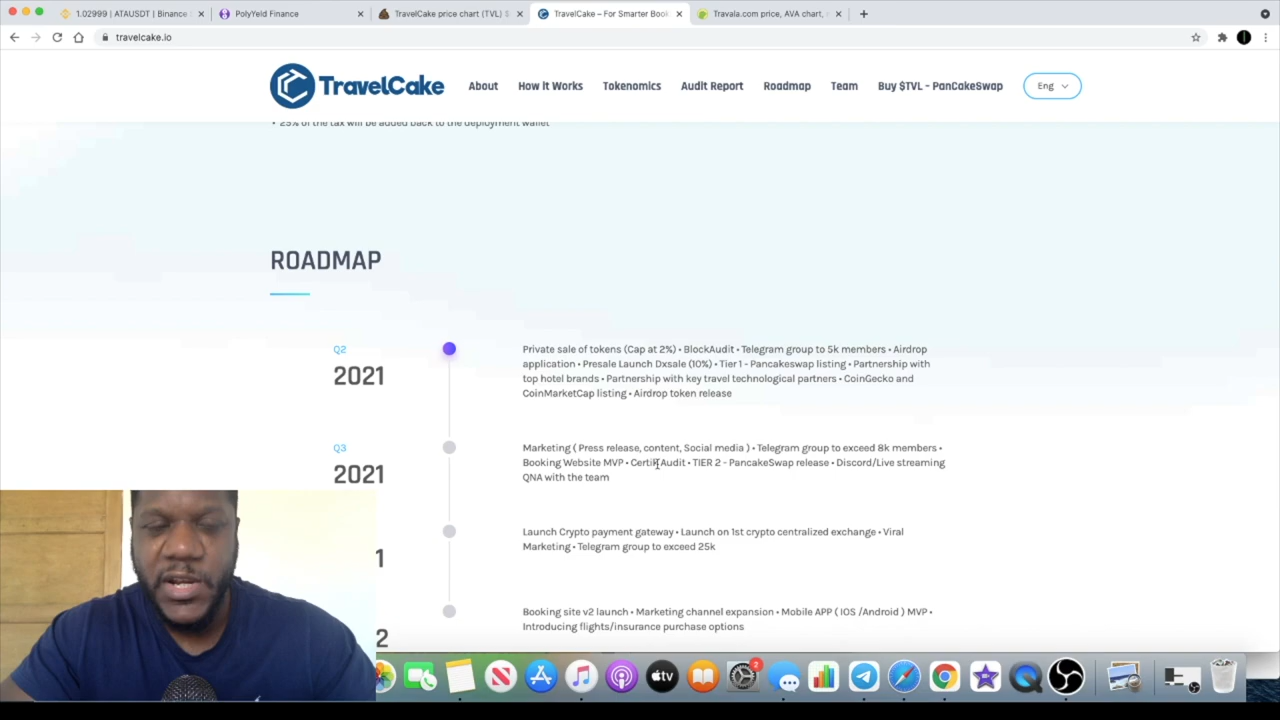 1.02999 | ATAUSDT | Binance
PolyYeld Finance
TravelCake price chart (TVL) $
TravelCake – For Smarter Book
Travala.com price, AVA chart,
travelcake.io
TravelCake
About
How it Works
Tokenomics
Audit Report
Roadmap
Team
Buy $TVL – PanCakeSwap
Eng
• 25% of the tax will be added back to the deployment wallet
ROADMAP
Q2
2021
Private sale of tokens (Cap at 2%) • BlockAudit • Telegram group to 5k members • Airdrop
application • Presale Launch Dxsale (10%) • Tier 1 - Pancakeswap listing • Partnership with
top hotel brands • Partnership with key travel technological partners • CoinGecko and
CoinMarketCap listing • Airdrop token release
Q3
2021
Marketing ( Press release, content, Social media ) • Telegram group to exceed 8k members •
Booking Website MVP • Certik Audit • TIER 2 - PancakeSwap release • Discord/Live streaming
QNA with the team
1
Launch Crypto payment gateway • Launch on 1st crypto centralized exchange • Viral
Marketing • Telegram group to exceed 25k
2
Booking site v2 launch • Marketing channel expansion • Mobile APP ( IOS /Android ) MVP •
Introducing flights/insurance purchase options
tv
2